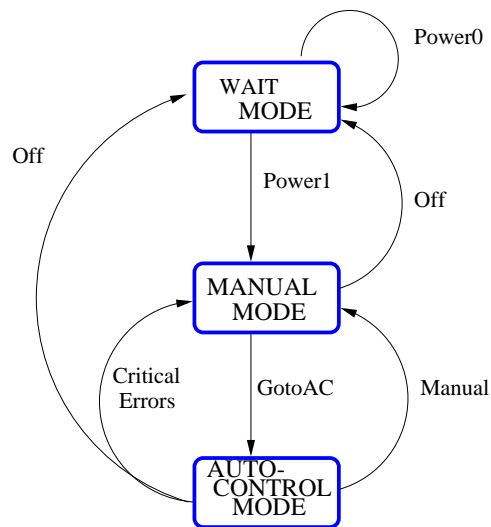 Power0
WAIT
MODE
Off
Power1
Off
MANUAL
MODE
Critical
Errors
GotoAC
Manual
AUTO-
CONTROL
MODE